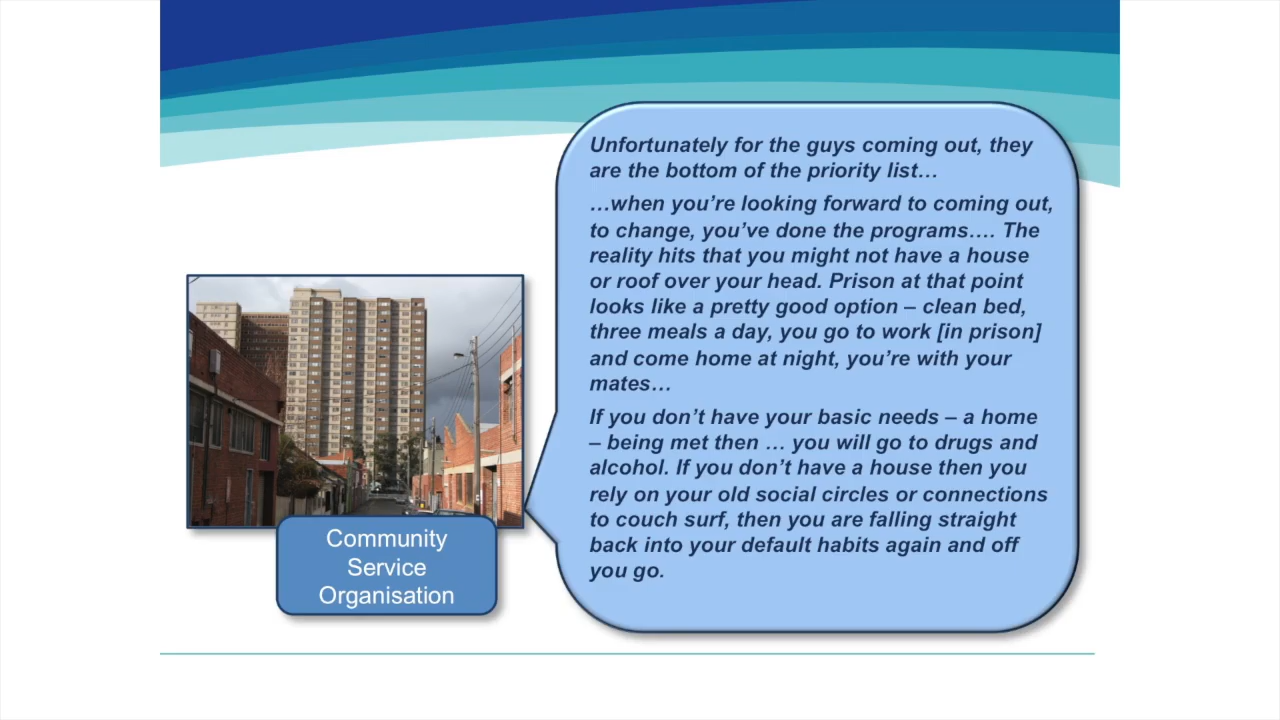 Unfortunately for the guys coming out, they
are the bottom of the priority list…
…when you’re looking forward to coming out,
to change, you’ve done the programs…. The
reality hits that you might not have a house
or roof over your head. Prison at that point
looks like a pretty good option – clean bed,
three meals a day, you go to work [in prison]
and come home at night, you’re with your
mates…
If you don’t have your basic needs – a home
– being met then … you will go to drugs and
alcohol. If you don’t have a house then you
rely on your old social circles or connections
to couch surf, then you are falling straight
back into your default habits again and off
you go.
Community
Service
Organisation